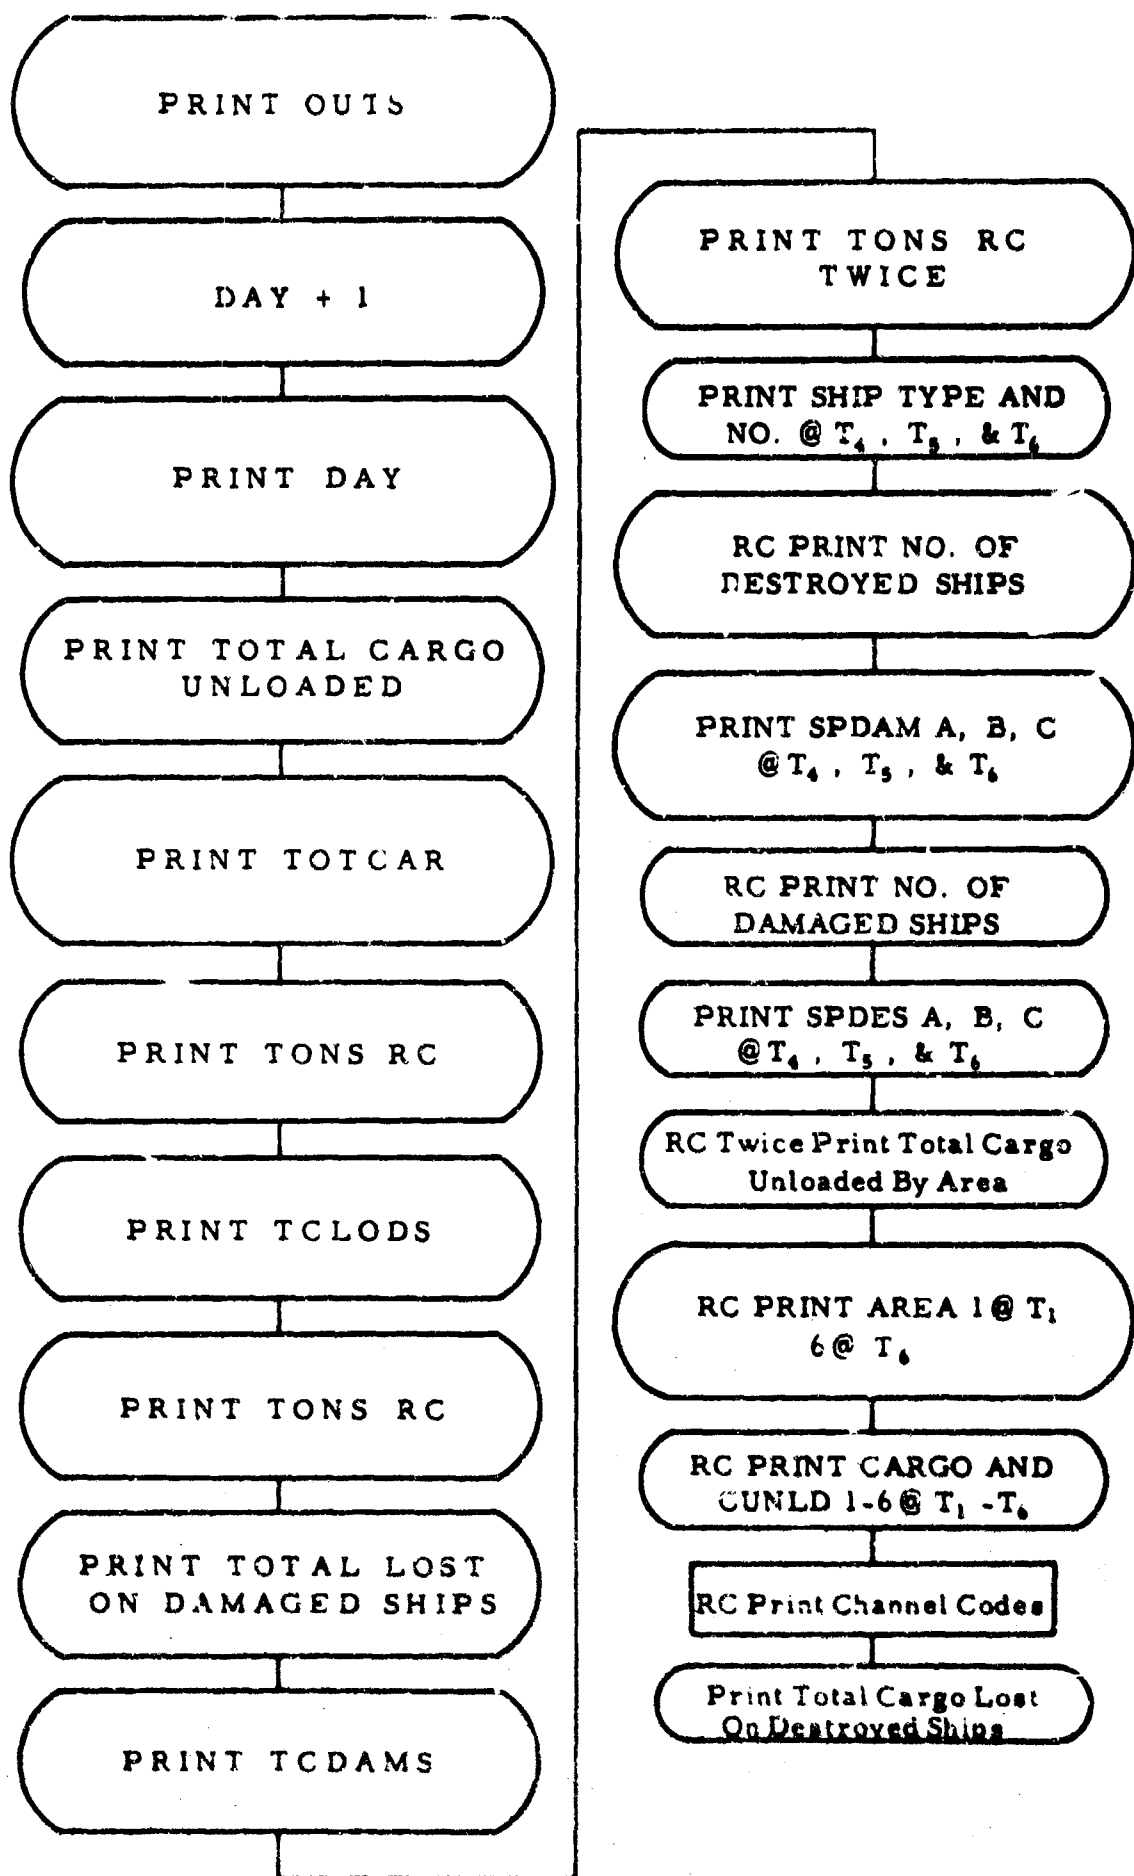 PRINT OUTS
DAY + 1
PRINT DAY
PRINT TOTAL CARGO
UNLOADED
PRINT TOTCAR
PRINT TONS RC
PRINT TCLODS
PRINT TONS RC
PRINT TOTAL LOST
ON DAMAGED SHIPS
PRINT TCDAMS
PRINT TONS RC
TWICE
PRINT SHIP TYPE AND
NO. @ T₄ , T₅ , & T₆
RC PRINT NO. OF
DESTROYED SHIPS
PRINT SPDAM A, B, C
@ T₄ , T₅ , & T₆
RC PRINT NO. OF
DAMAGED SHIPS
PRINT SPDES A, B, C
@ T₄ , T₅ , & T₆
RC Twice Print Total Cargo
Unloaded By Area
RC PRINT AREA 1 @ T₁
6 @ T₆
RC PRINT CARGO AND
CUNLD 1-6 @ T₁ -T₆
RC Print Channel Codes
Print Total Cargo Lost
On Destroyed Ships